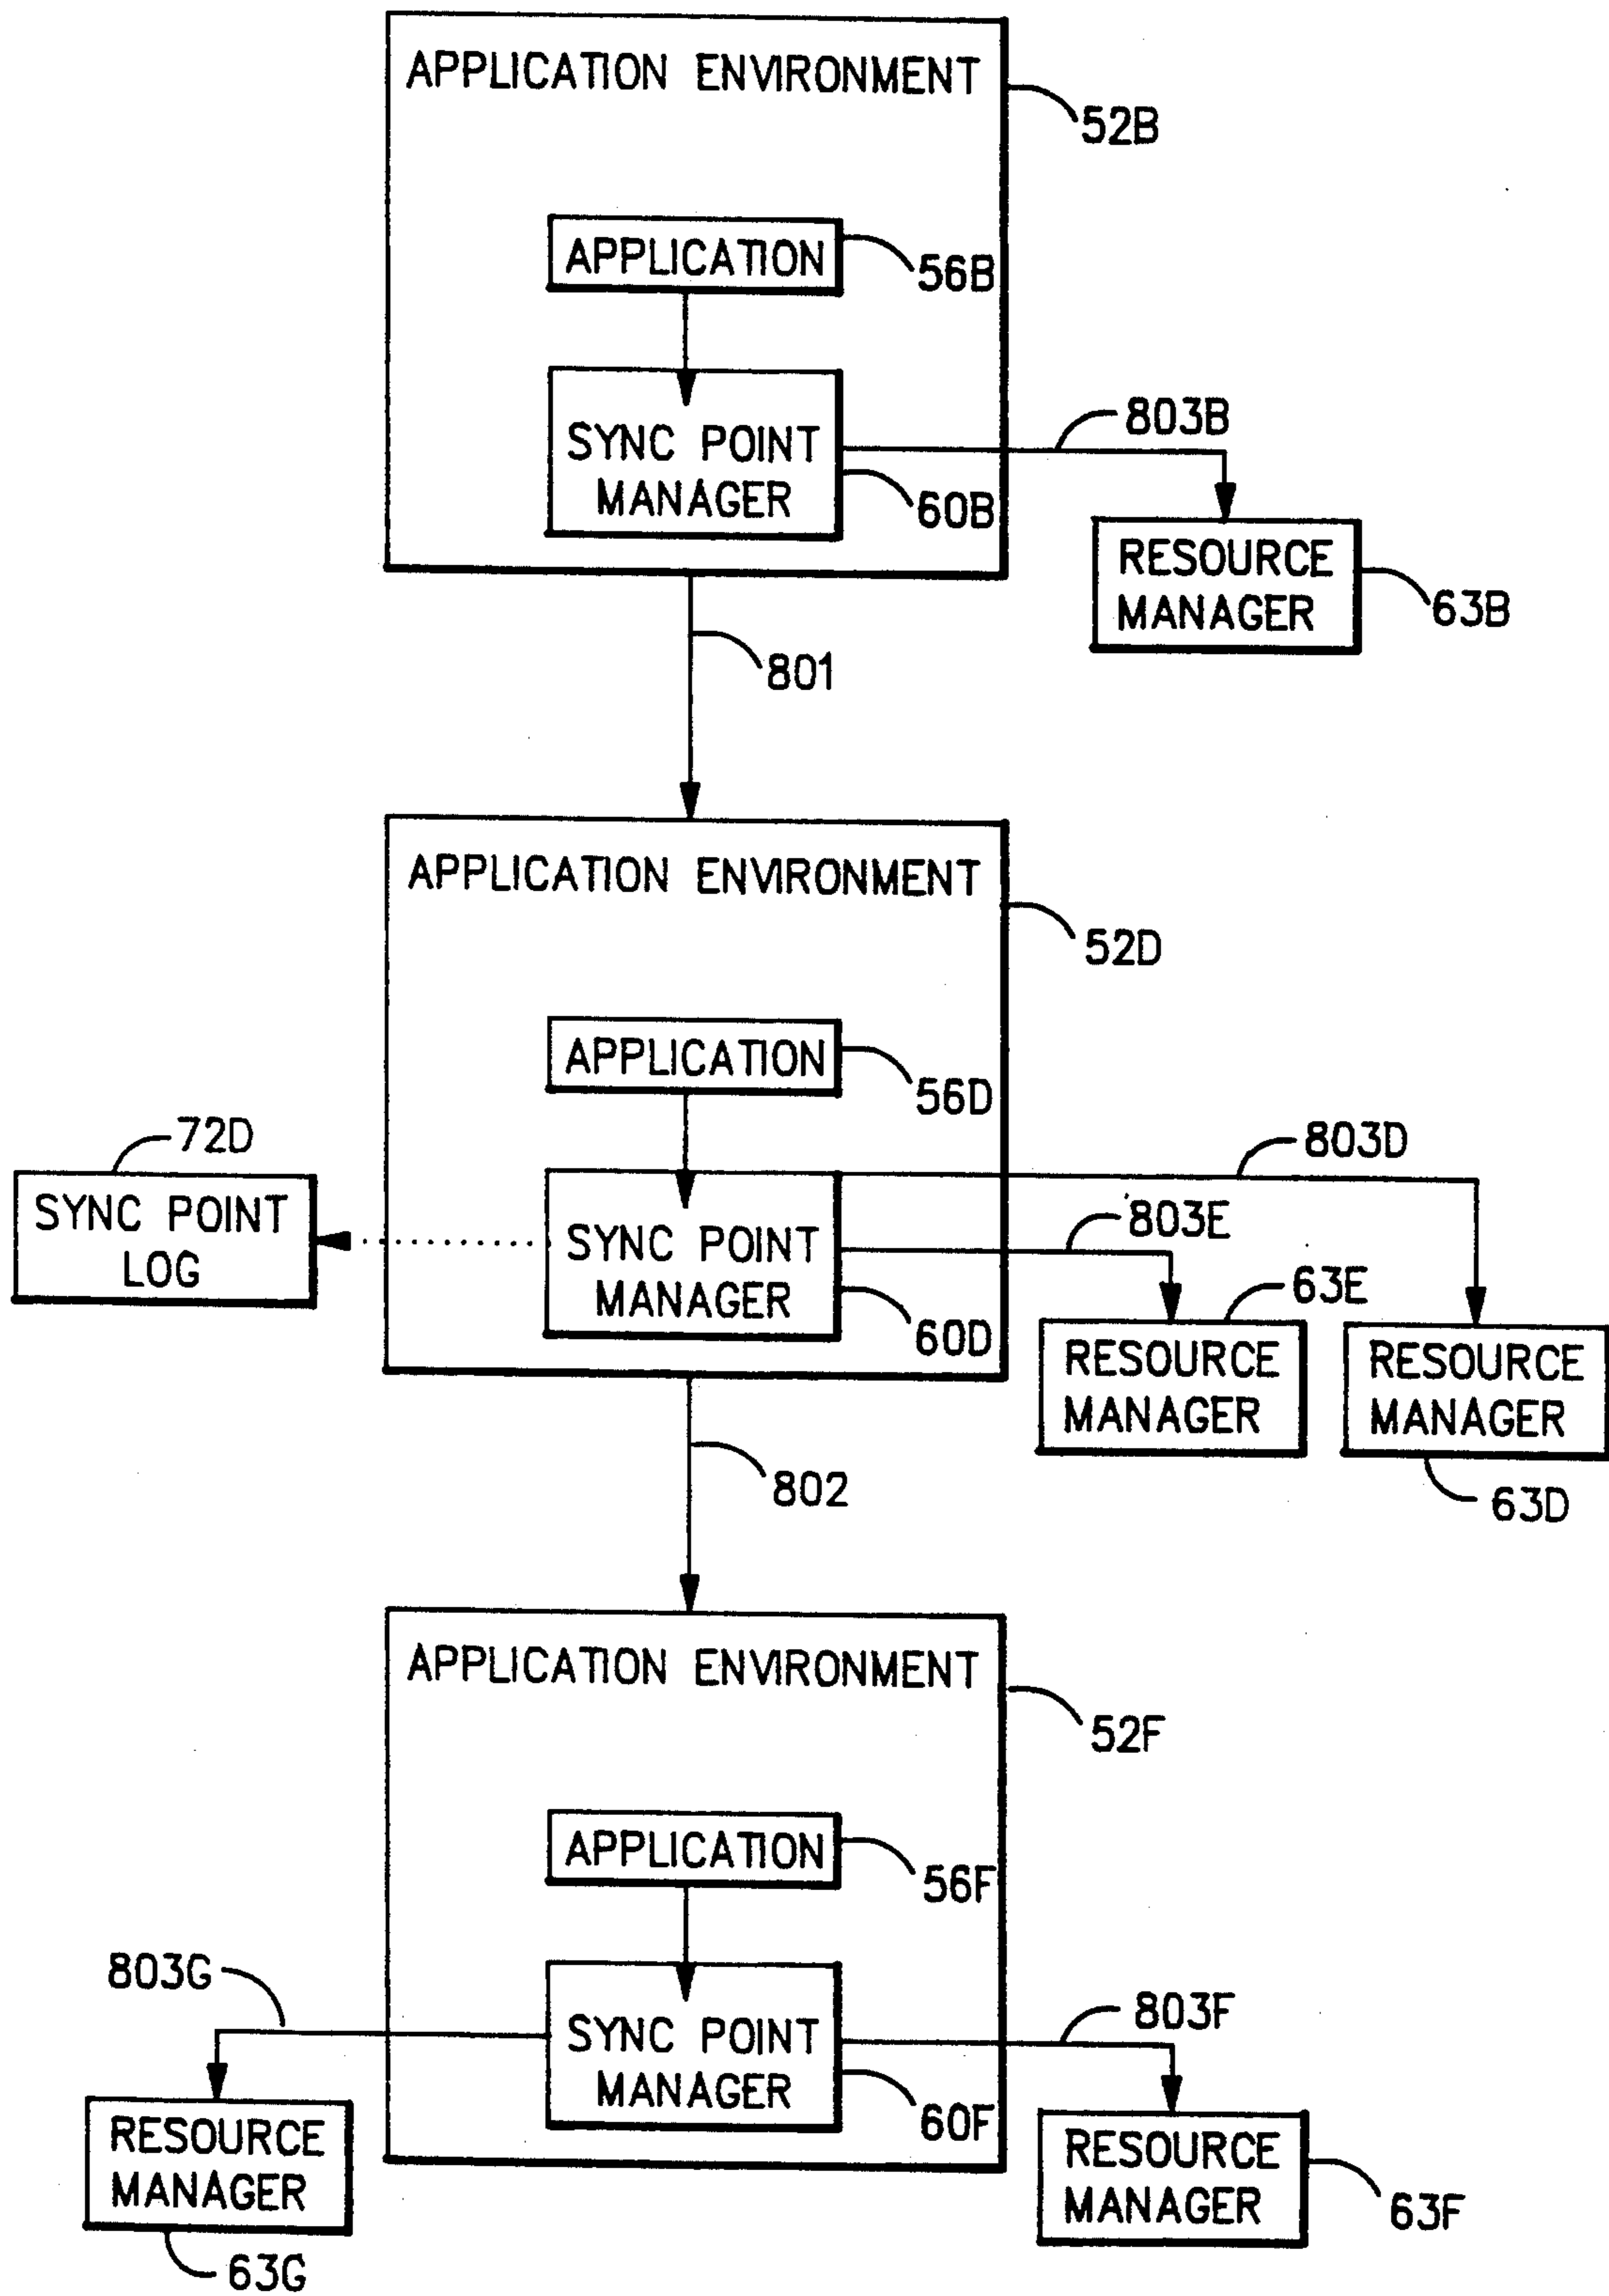 APPLICATION ENVIRONMENT
52B
APPLICATION
56B
SYNC POINT
MANAGER
60B
803B
RESOURCE
MANAGER
63B
801
APPLICATION ENVIRONMENT
52D
APPLICATION
56D
72D
SYNC POINT
LOG
SYNC POINT
MANAGER
60D
803D
803E
63E
RESOURCE
MANAGER
RESOURCE
MANAGER
63D
802
APPLICATION ENVIRONMENT
52F
APPLICATION
56F
803G
SYNC POINT
MANAGER
60F
803F
RESOURCE
MANAGER
63G
RESOURCE
MANAGER
63F